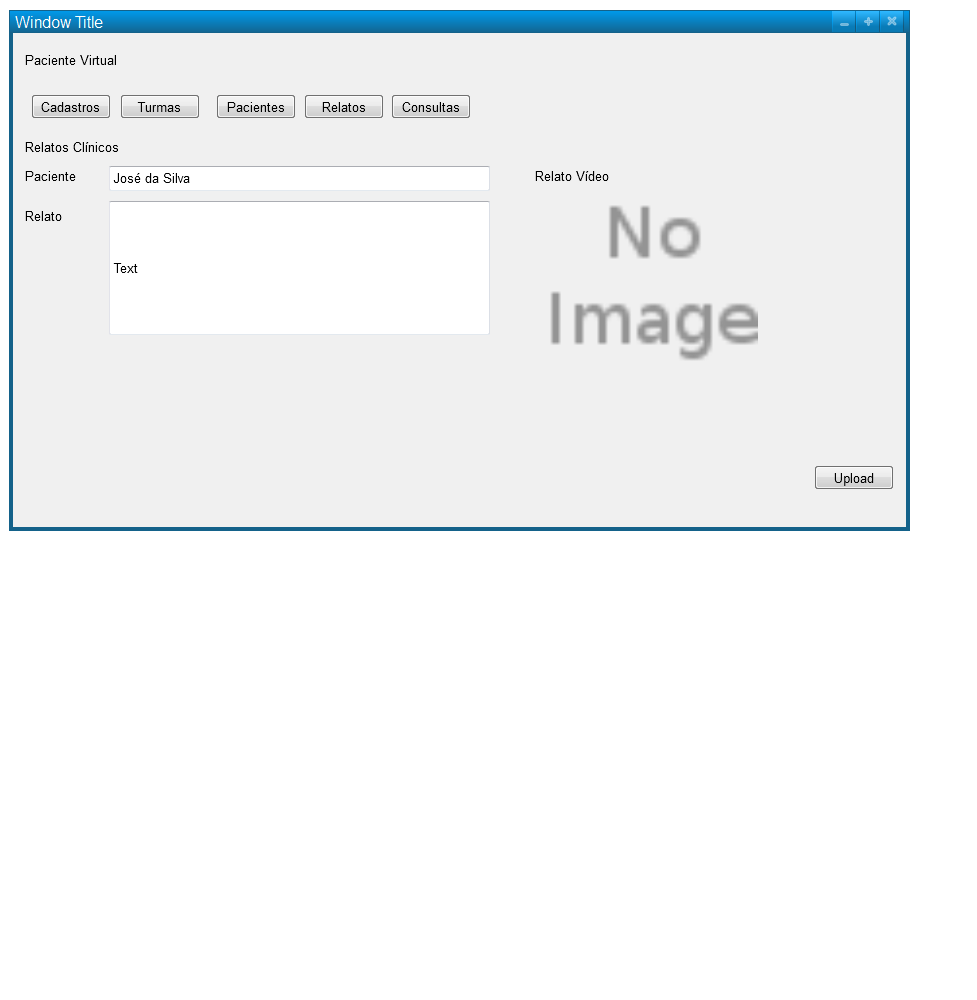 Window Title
Paciente Virtual
Cadastros Turmas Pacientes Relatos Consultas
Relatos Clínicos
Paciente José da Silva Relato Vídeo
Relato
Text
No
Image
Upload